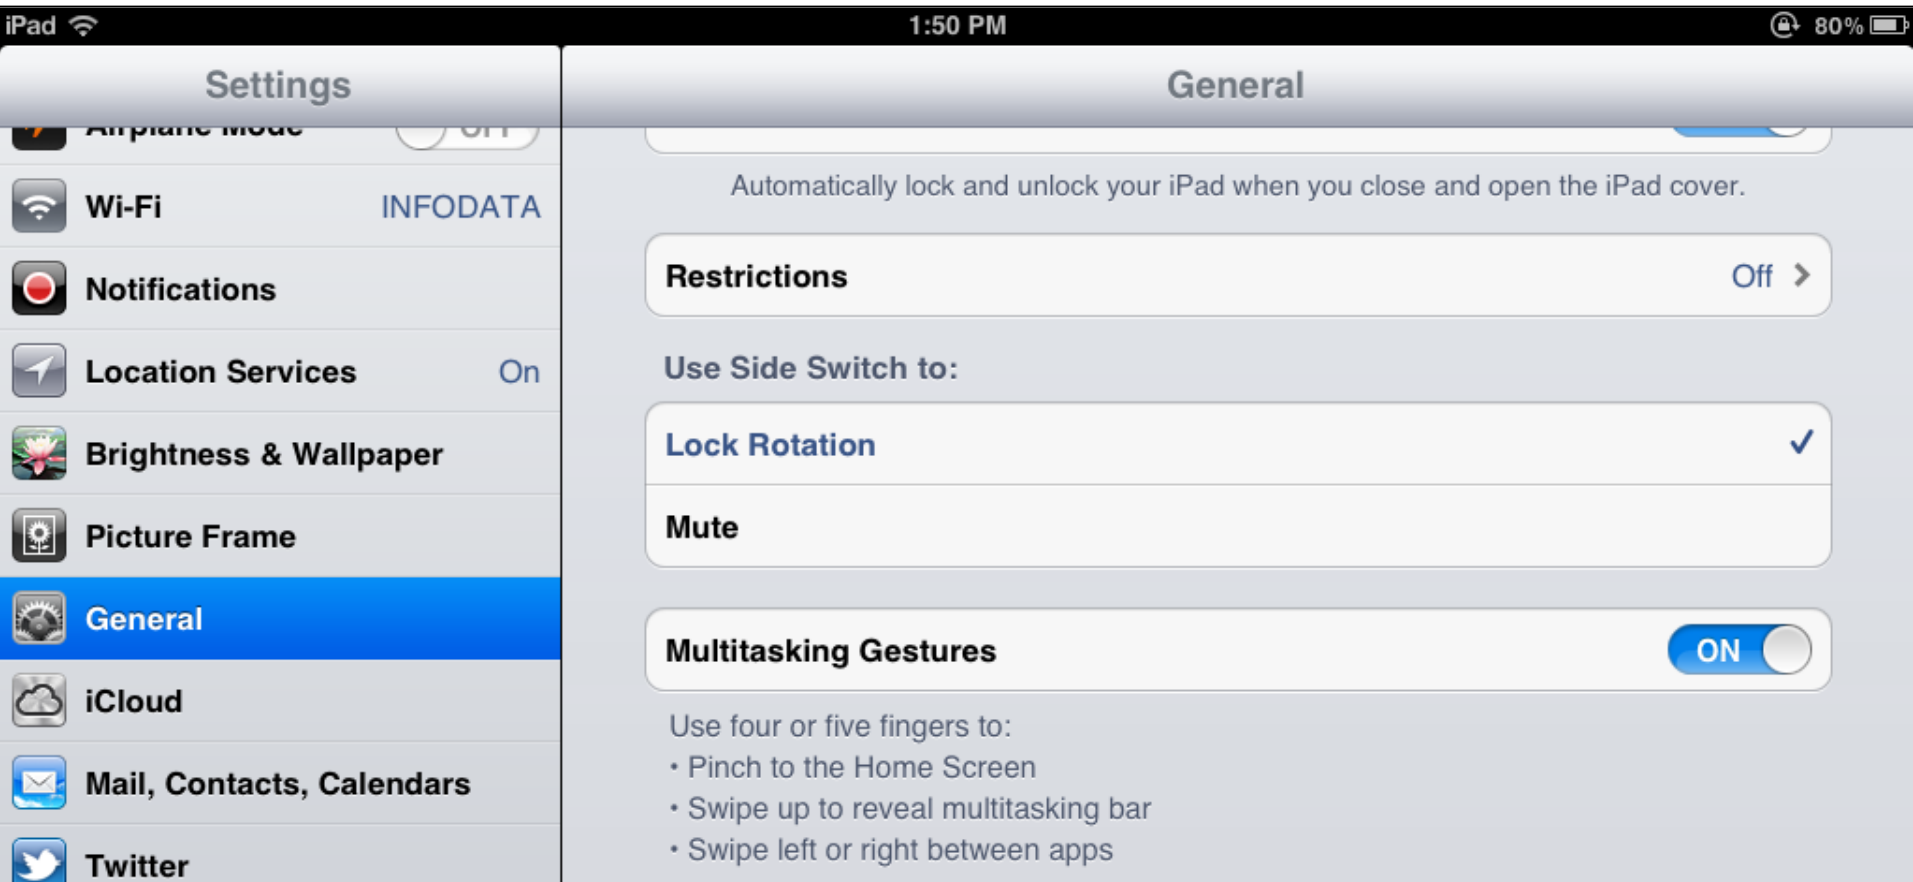 iPad
1:50 PM
80%
Settings
General
Airplane Mode OFF
Wi-Fi INFODATA
Notifications
Location Services On
Brightness & Wallpaper
Picture Frame
General
iCloud
Mail, Contacts, Calendars
Twitter
Automatically lock and unlock your iPad when you close and open the iPad cover.
Restrictions Off
Use Side Switch to:
Lock Rotation
Mute
Multitasking Gestures ON
Use four or five fingers to:
• Pinch to the Home Screen
• Swipe up to reveal multitasking bar
• Swipe left or right between apps